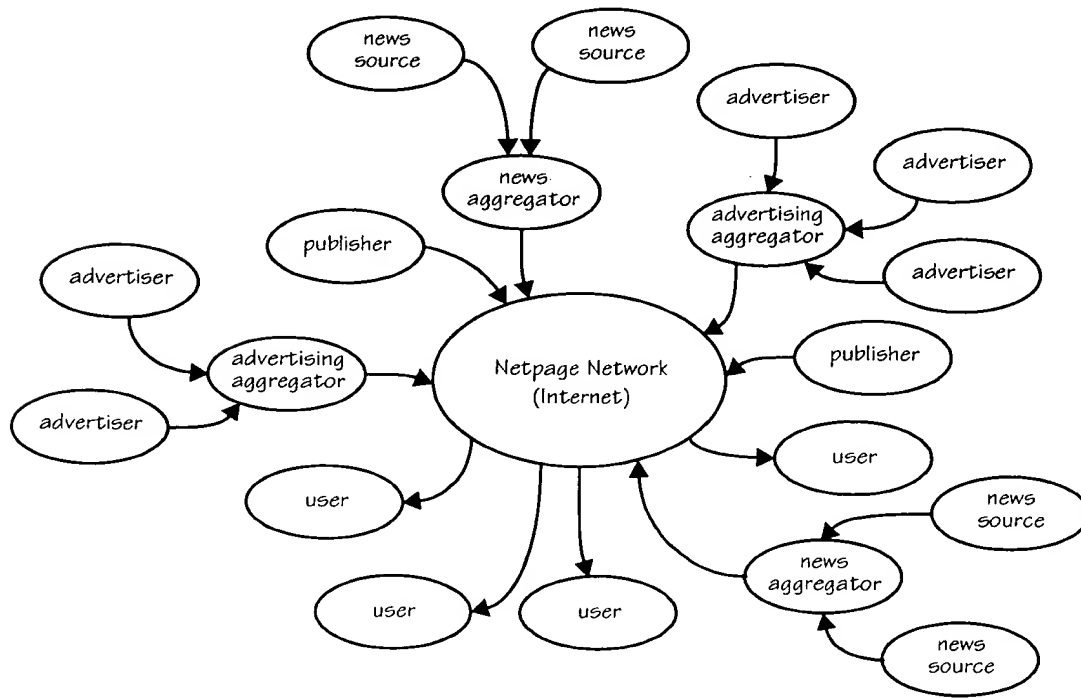 news
source
news
source
advertiser
advertiser
news
aggregator
advertising
aggregator
publisher
advertiser
advertiser
publisher
advertising
aggregator
Netpage Network
(Internet)
advertiser
user
user
news
source
news
aggregator
user
user
news
source